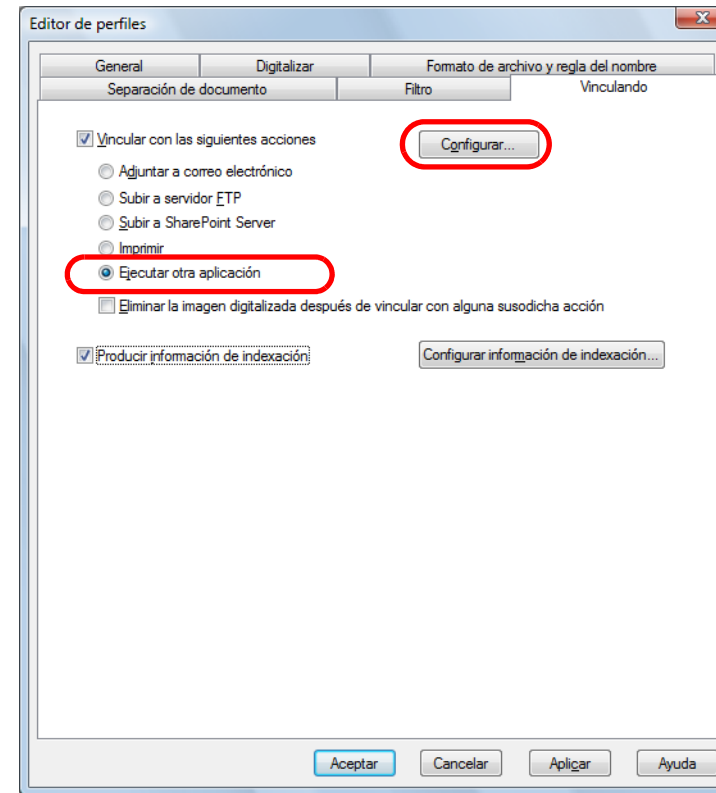 Editor de perfiles
General Digitalizar Formato de archivo y regla del nombre
Separación de documento Filtro Vinculando
Vincular con las siguientes acciones Configurar...
Adjuntar a correo electrónico
Subir a servidor FTP
Subir a SharePoint Server
Imprimir
Ejecutar otra aplicación
Eliminar la imagen digitalizada después de vincular con alguna susodicha acción
Producir información de indexación Configurar información de indexación...
Aceptar Cancelar Aplicar Ayuda